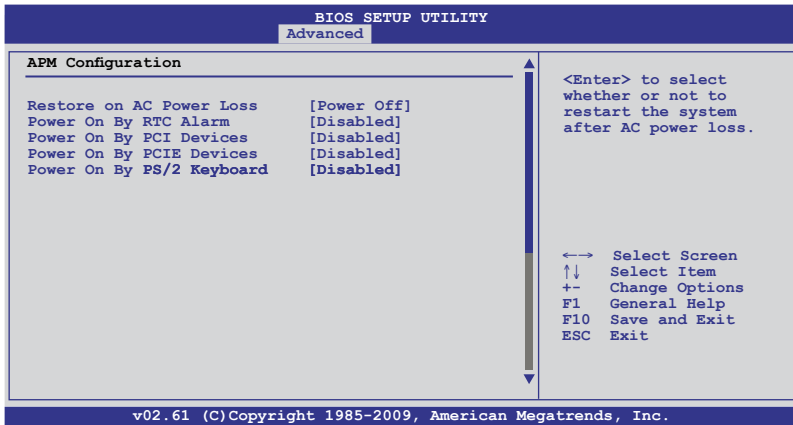 BIOS SETUP UTILITY
Advanced
APM Configuration
Restore on AC Power Loss [Power Off]
Power On By RTC Alarm [Disabled]
Power On By PCI Devices [Disabled]
Power On By PCIE Devices [Disabled]
Power On By PS/2 Keyboard [Disabled]
<Enter> to select
whether or not to
restart the system
after AC power loss.
←→ Select Screen
↑↓ Select Item
+- Change Options
F1 General Help
F10 Save and Exit
ESC Exit
v02.61 (C)Copyright 1985-2009, American Megatrends, Inc.